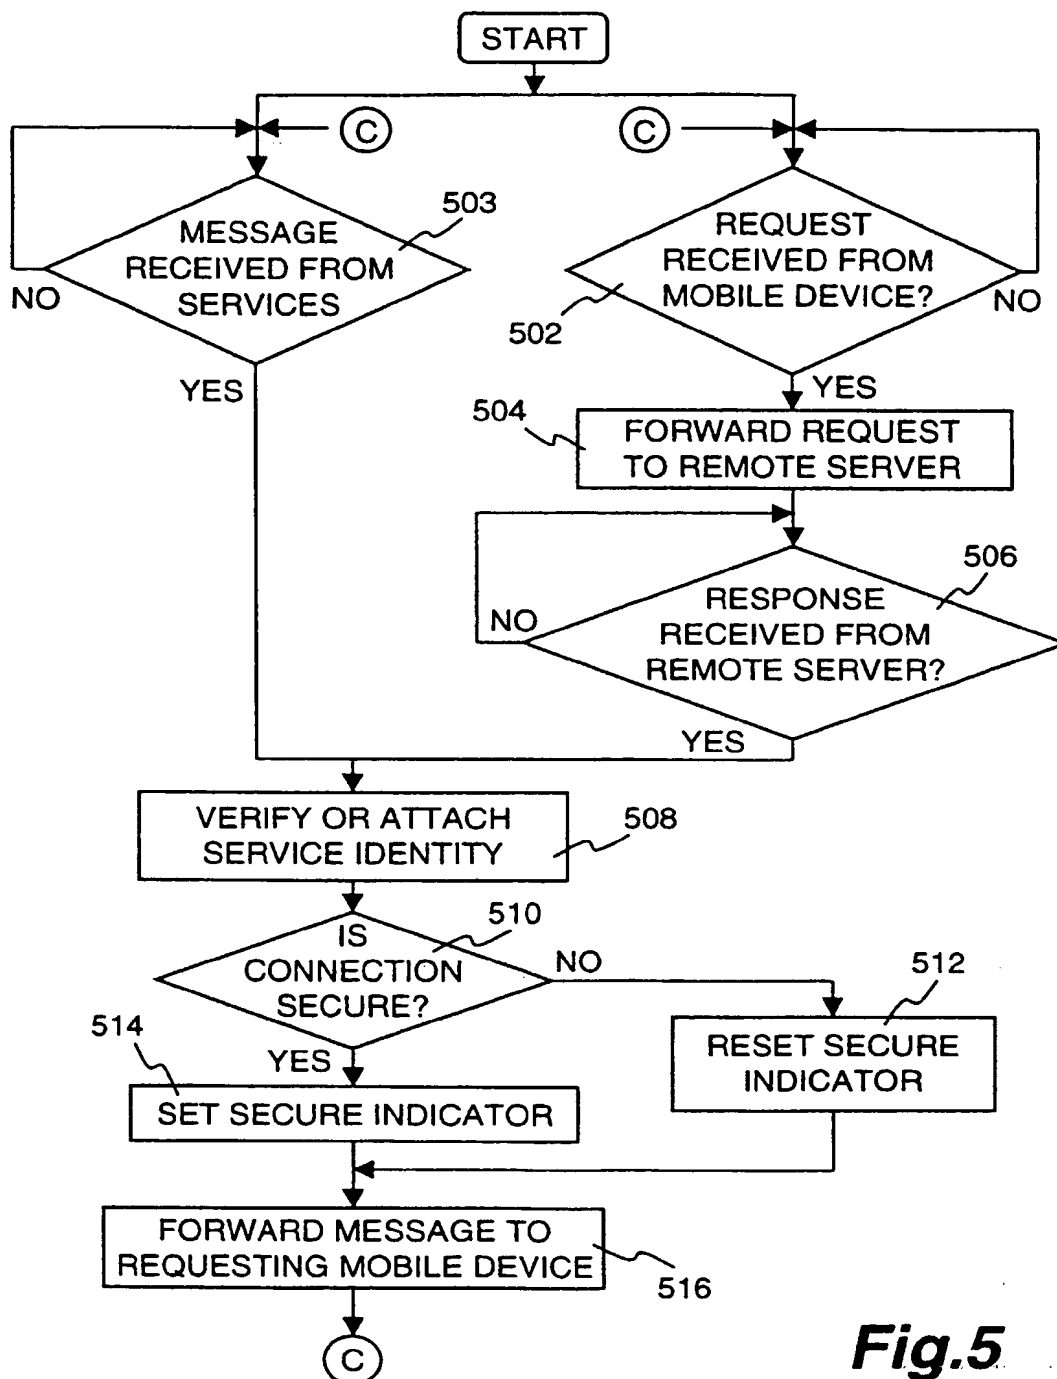 START
C
C
503
MESSAGE
RECEIVED FROM
SERVICES
NO
YES
REQUEST
RECEIVED FROM
MOBILE DEVICE?
502
NO
YES
504
FORWARD REQUEST
TO REMOTE SERVER
506
RESPONSE
RECEIVED FROM
REMOTE SERVER?
NO
YES
VERIFY OR ATTACH
SERVICE IDENTITY
508
510
IS
CONNECTION
SECURE?
NO
YES
512
RESET SECURE
INDICATOR
514
SET SECURE INDICATOR
FORWARD MESSAGE TO
REQUESTING MOBILE DEVICE
516
C
Fig.5